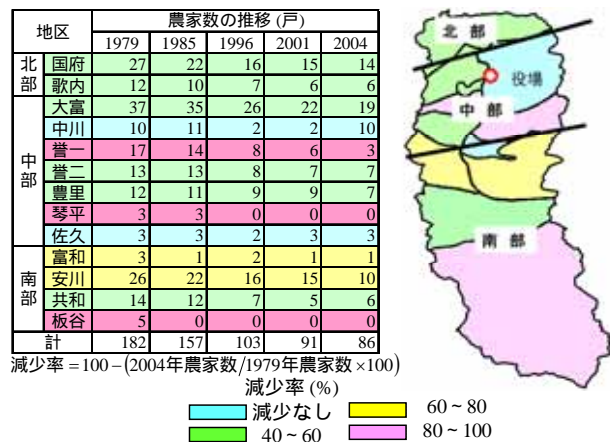 地区 農家数の推移(戸)
1979 1985 1996 2001 2004
北部 国府 27 22 16 15 14
歌内 12 10 7 6 6
中部 大富 37 35 26 22 19
中川 10 11 2 2 10
誉一 17 14 8 6 3
誉二 13 13 8 7 7
豊里 12 11 9 9 7
琴平 3 3 0 0 0
佐久 3 3 2 3 3
南部 富和 3 1 2 1 1
安川 26 22 16 15 10
共和 14 12 7 5 6
板谷 5 0 0 0 0
計 182 157 103 91 86
減少率=100-(2004年農家数/1979年農家数×100)
減少率(%)
減少なし 60~80
40~60 80~100
北部
役場
中部
南部